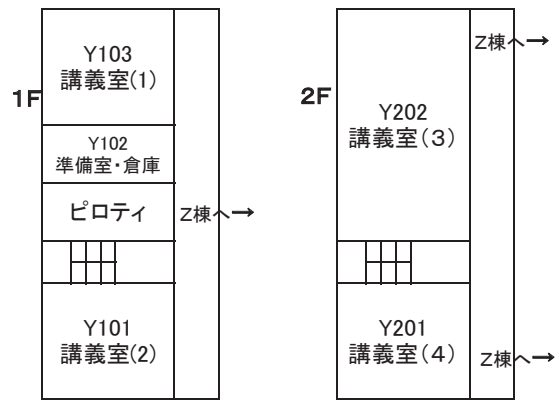 1F
Y103
講義室(1)
Y102
準備室・倉庫
ピロティ
Z棟へ→
Y101
講義室(2)
2F
Z棟へ→
Y202
講義室(3)
Y201
講義室(4)
Z棟へ→